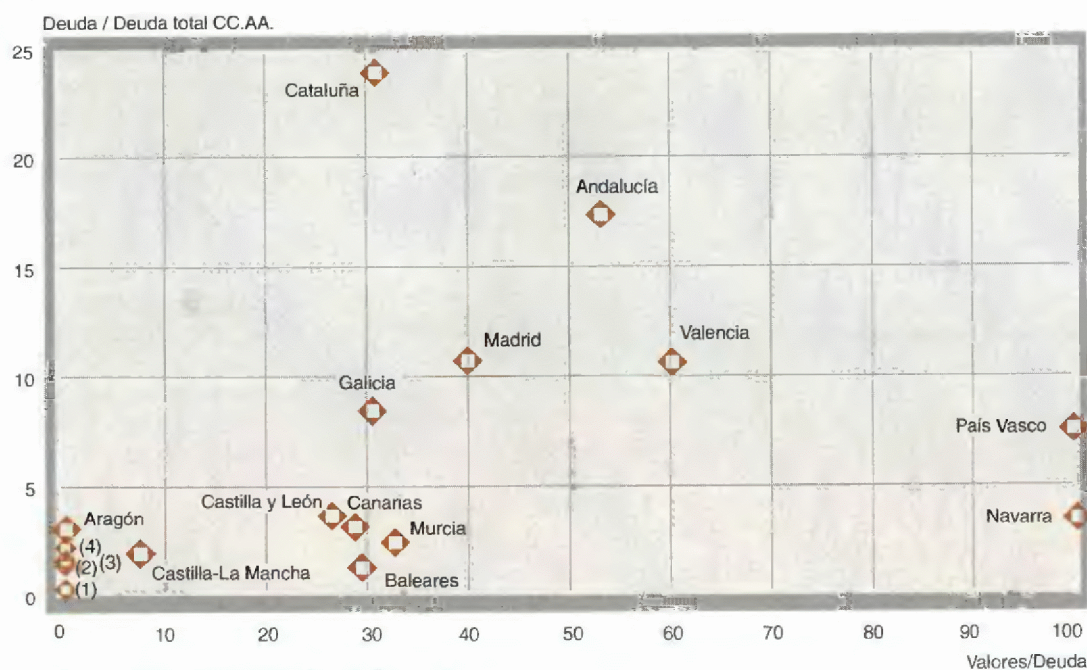 Deuda / Deuda total CC.AA.
25
Cataluña
20
Andalucía
15
Madrid
Valencia
10
Galicia
País Vasco
5
Castilla y León
Canarias
Aragón
Murcia
Navarra
(4)
(2) (3)
Castilla-La Mancha
Baleares
(1)
0
0 10 20 30 40 50 60 70 80 90 100
Valores/Deuda